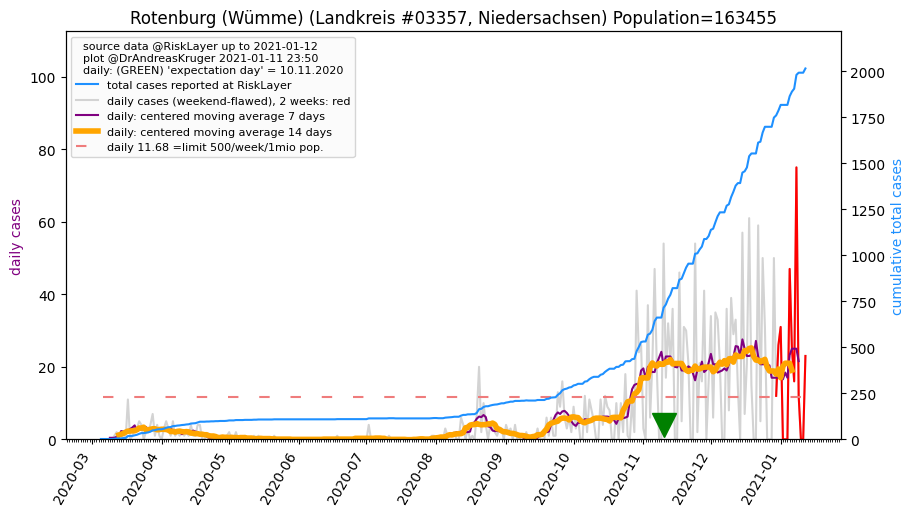 Rotenburg (Wümme) (Landkreis #03357, Niedersachsen) Population=163455
source data @RiskLayer up to 2021-01-12
plot @DrAndreasKruger 2021-01-11 23:50
daily: (GREEN) 'expectation day' = 10.11.2020
total cases reported at RiskLayer
daily cases (weekend-flawed), 2 weeks: red
daily: centered moving average 7 days
daily: centered moving average 14 days
daily 11.68 =limit 500/week/1mio pop.
daily cases
100
80
60
40
20
0
cumulative total cases
2000
1750
1500
1250
1000
750
500
250
0
2020-03
2020-04
2020-05
2020-06
2020-07
2020-08
2020-09
2020-10
2020-11
2020-12
2021-01